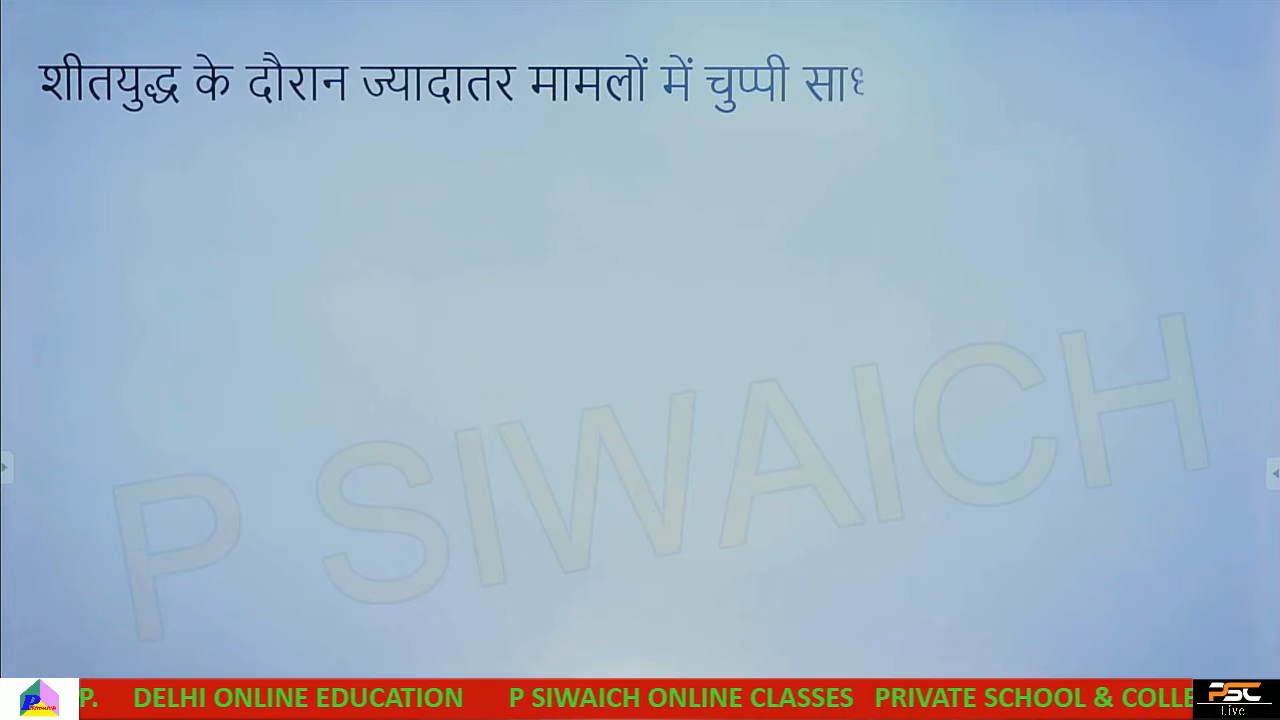 शीतयुद्ध के दौरान ज्यादातर मामलों में चुप्पी
P SIWAICH
P. DELHI ONLINE EDUCATION P SIWAICH ONLINE CLASSES PRIVATE SCHOOL & COLLE
PSC
Live